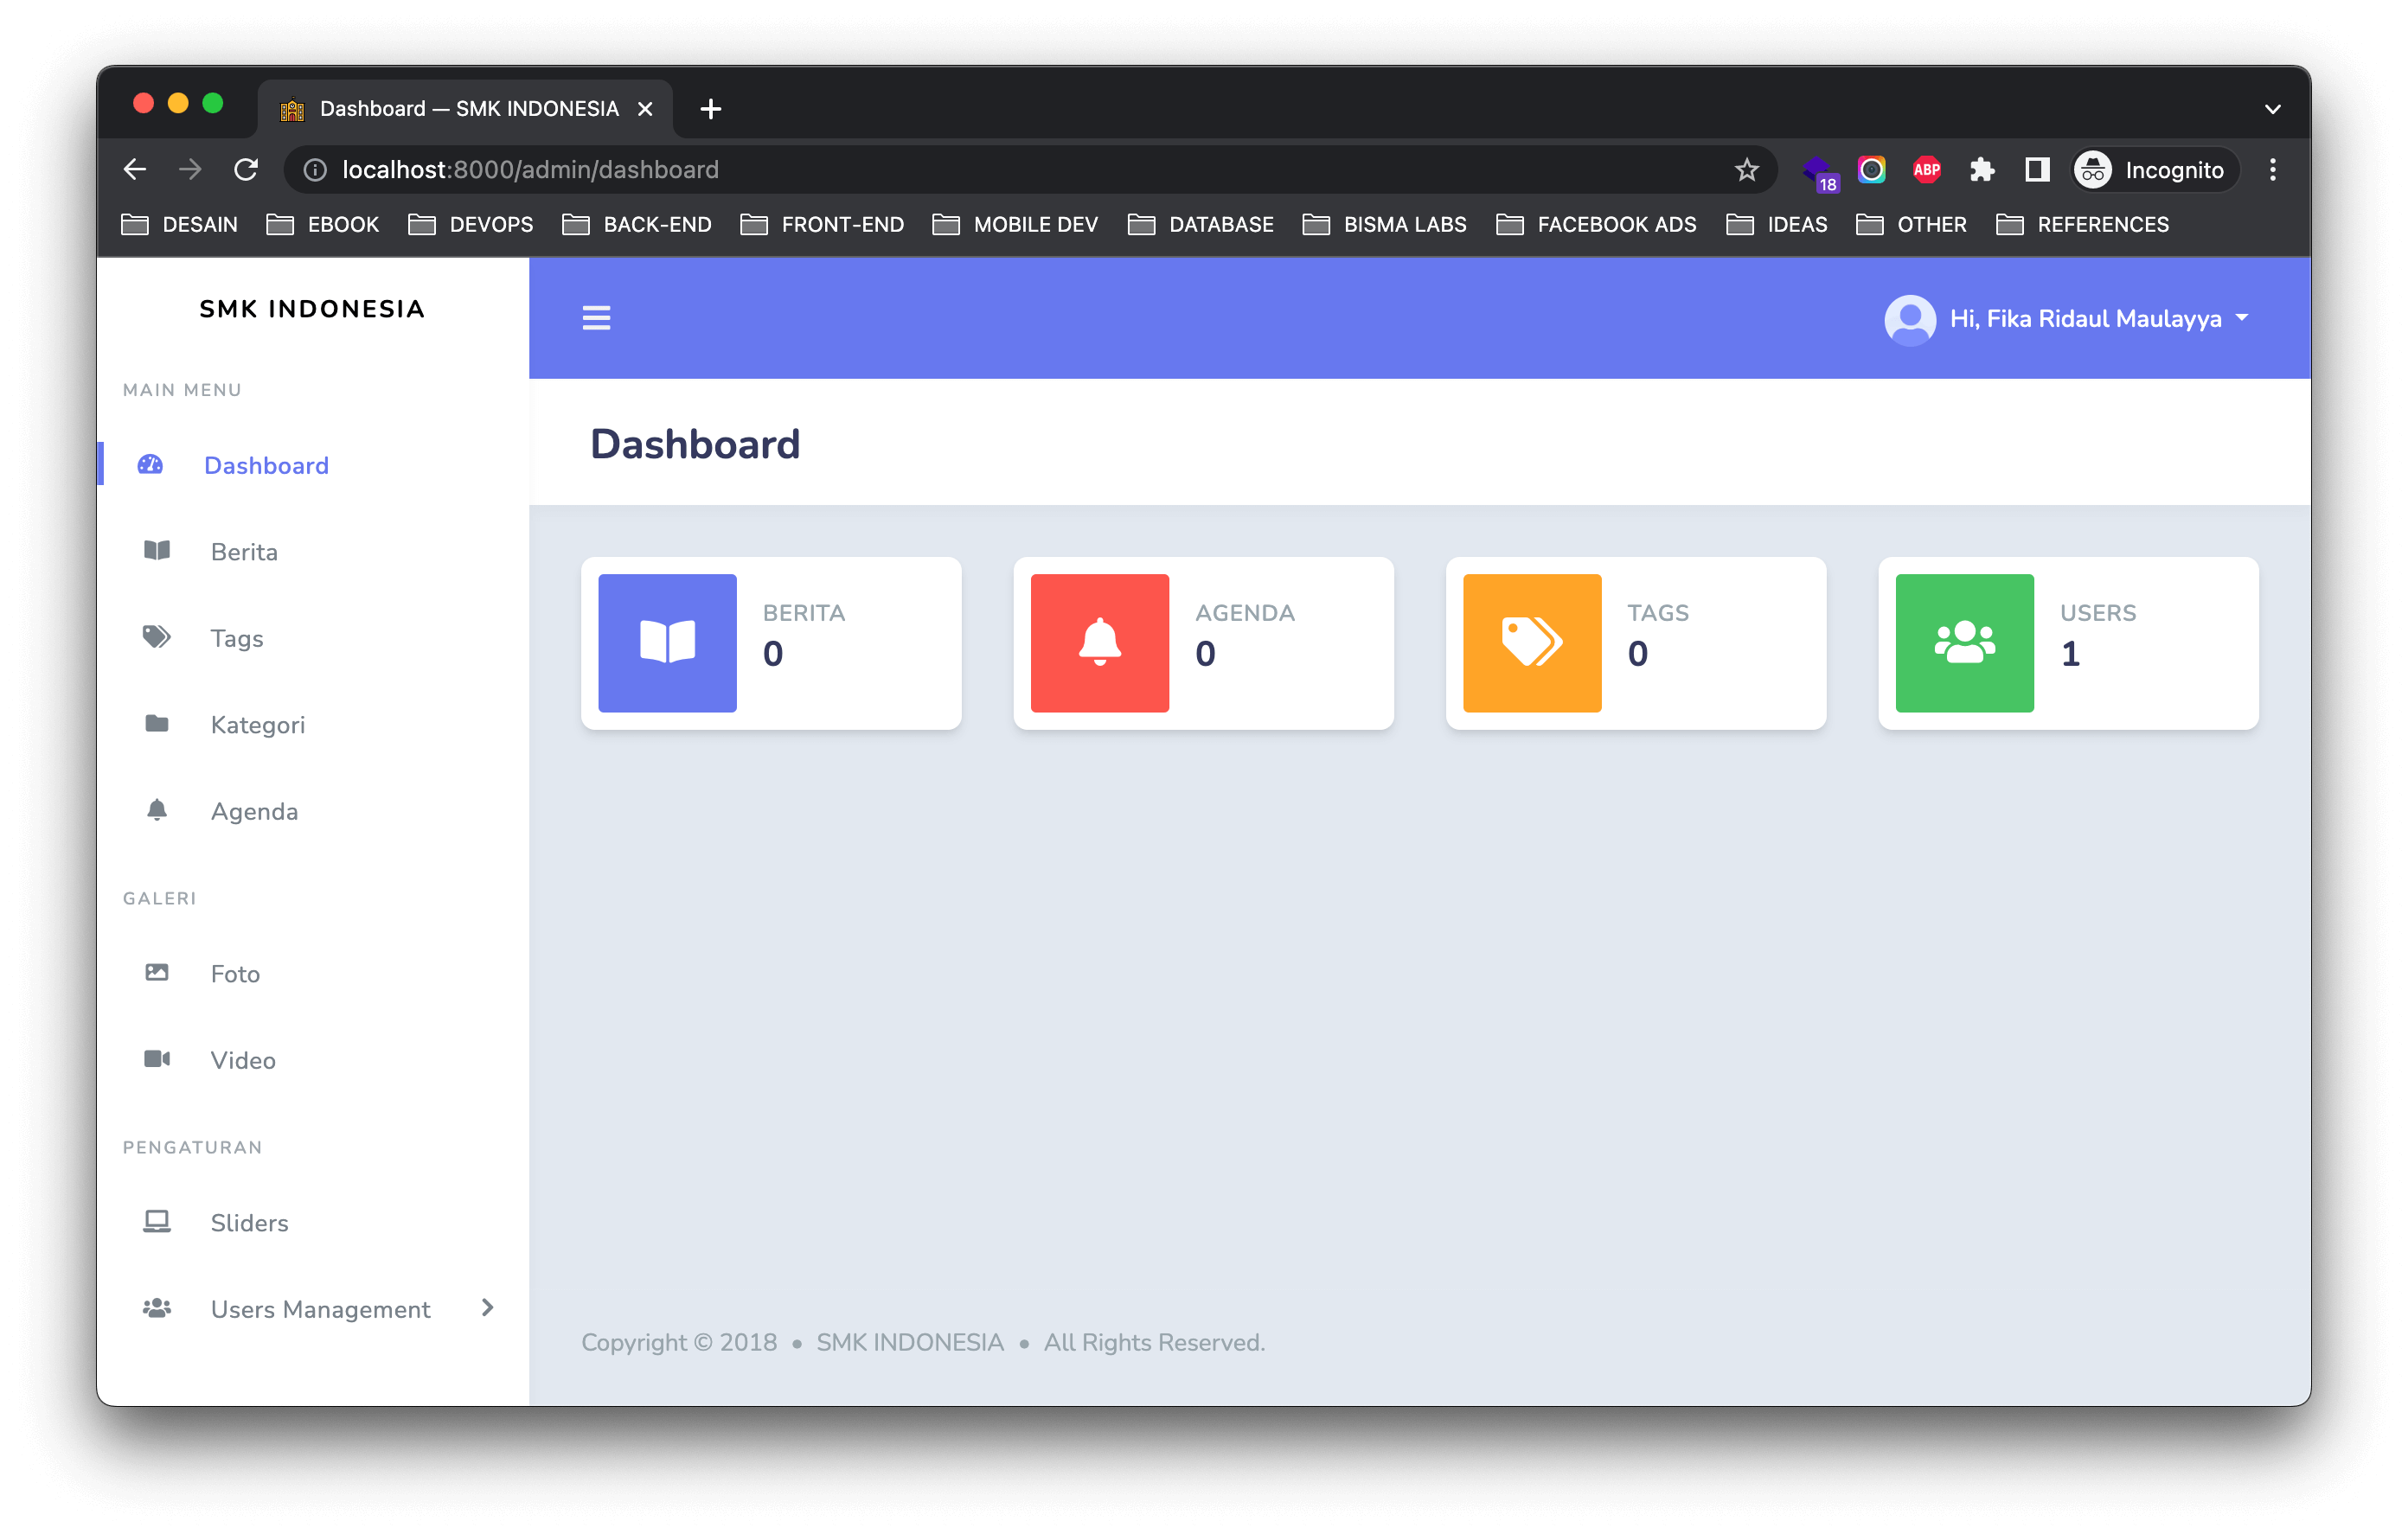 Dashboard — SMK INDONESIA
localhost:8000/admin/dashboard
18
ABP
Incognito
DESAIN EBOOK DEVOPS BACK-END FRONT-END MOBILE DEV DATABASE BISMA LABS FACEBOOK ADS IDEAS OTHER REFERENCES
SMK INDONESIA
MAIN MENU
Dashboard
Berita
Tags
Kategori
Agenda
GALERI
Foto
Video
PENGATURAN
Sliders
Users Management
Hi, Fika Ridaul Maulayya
Dashboard
BERITA
0
AGENDA
0
TAGS
0
USERS
1
Copyright © 2018 • SMK INDONESIA • All Rights Reserved.